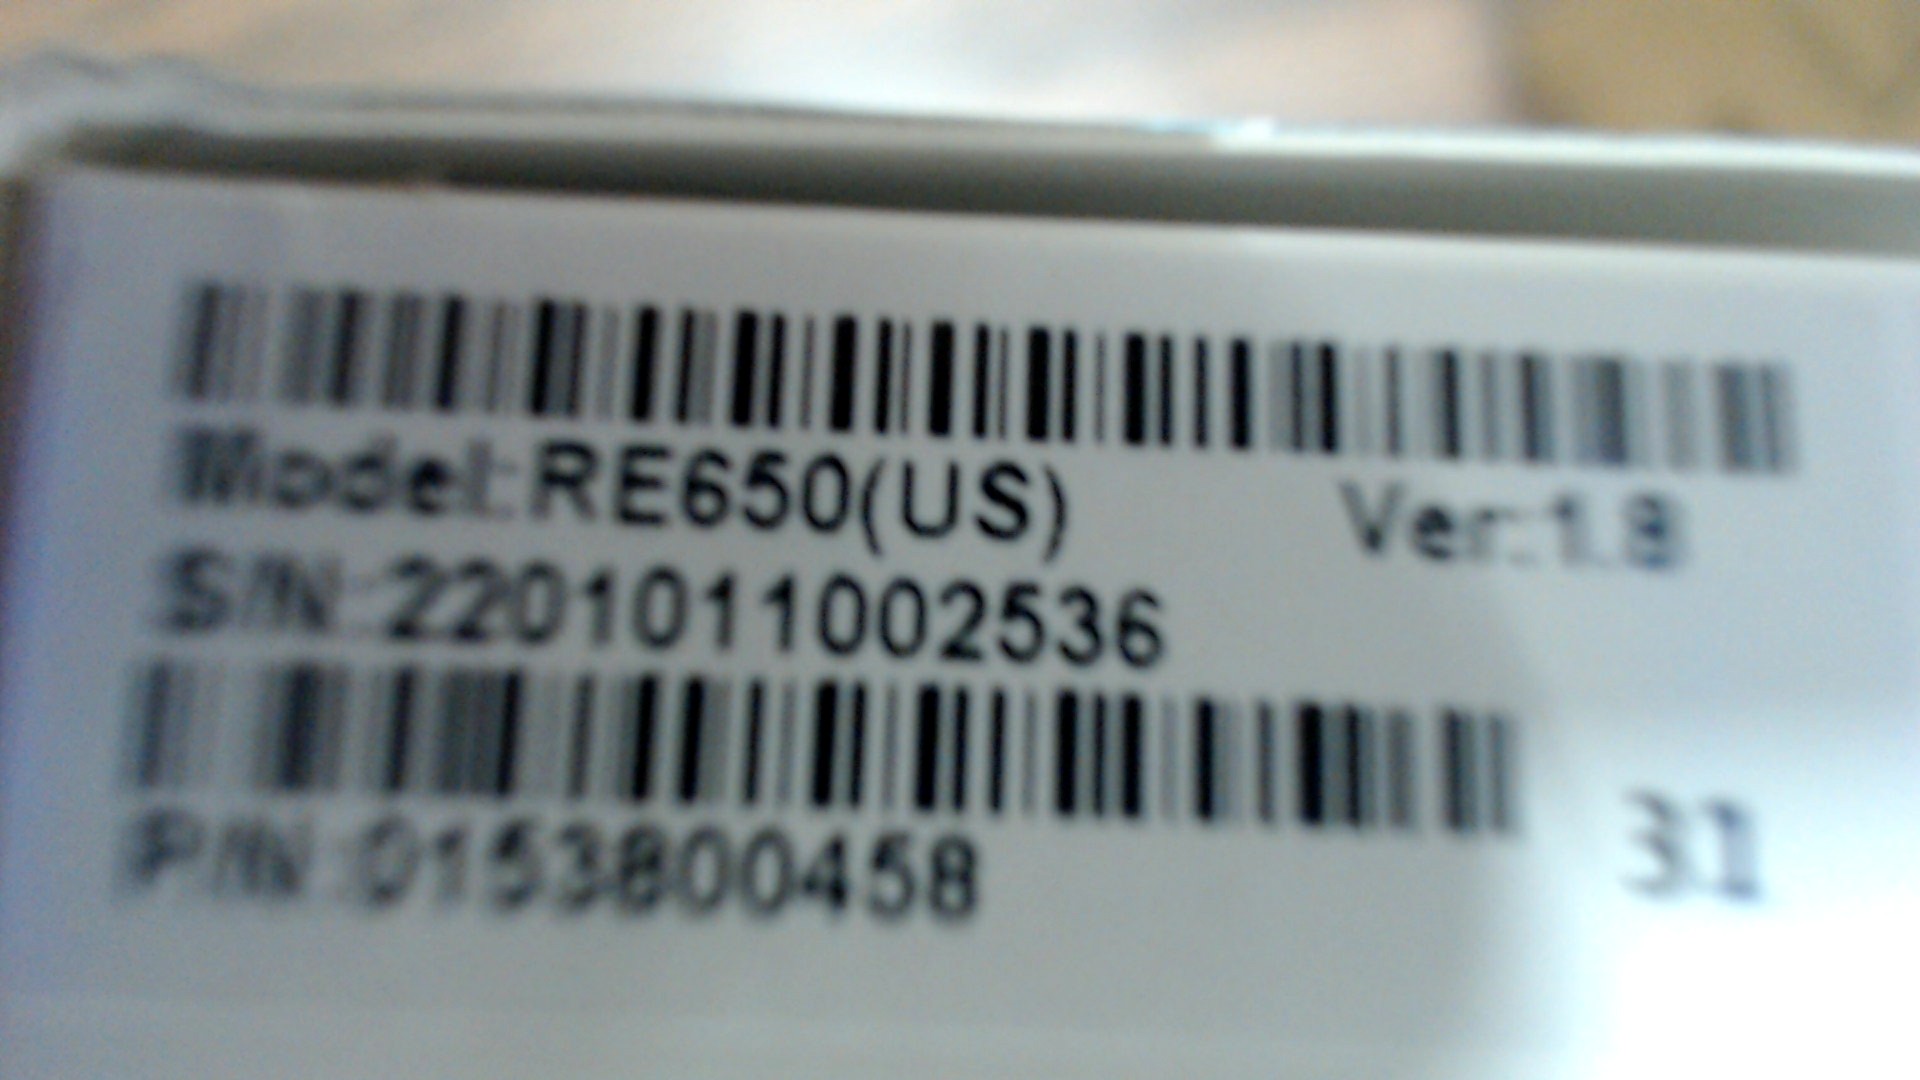 Model:RE650(US) Ver:1.8
S/N:2201011002536
P/N:0153800458
31